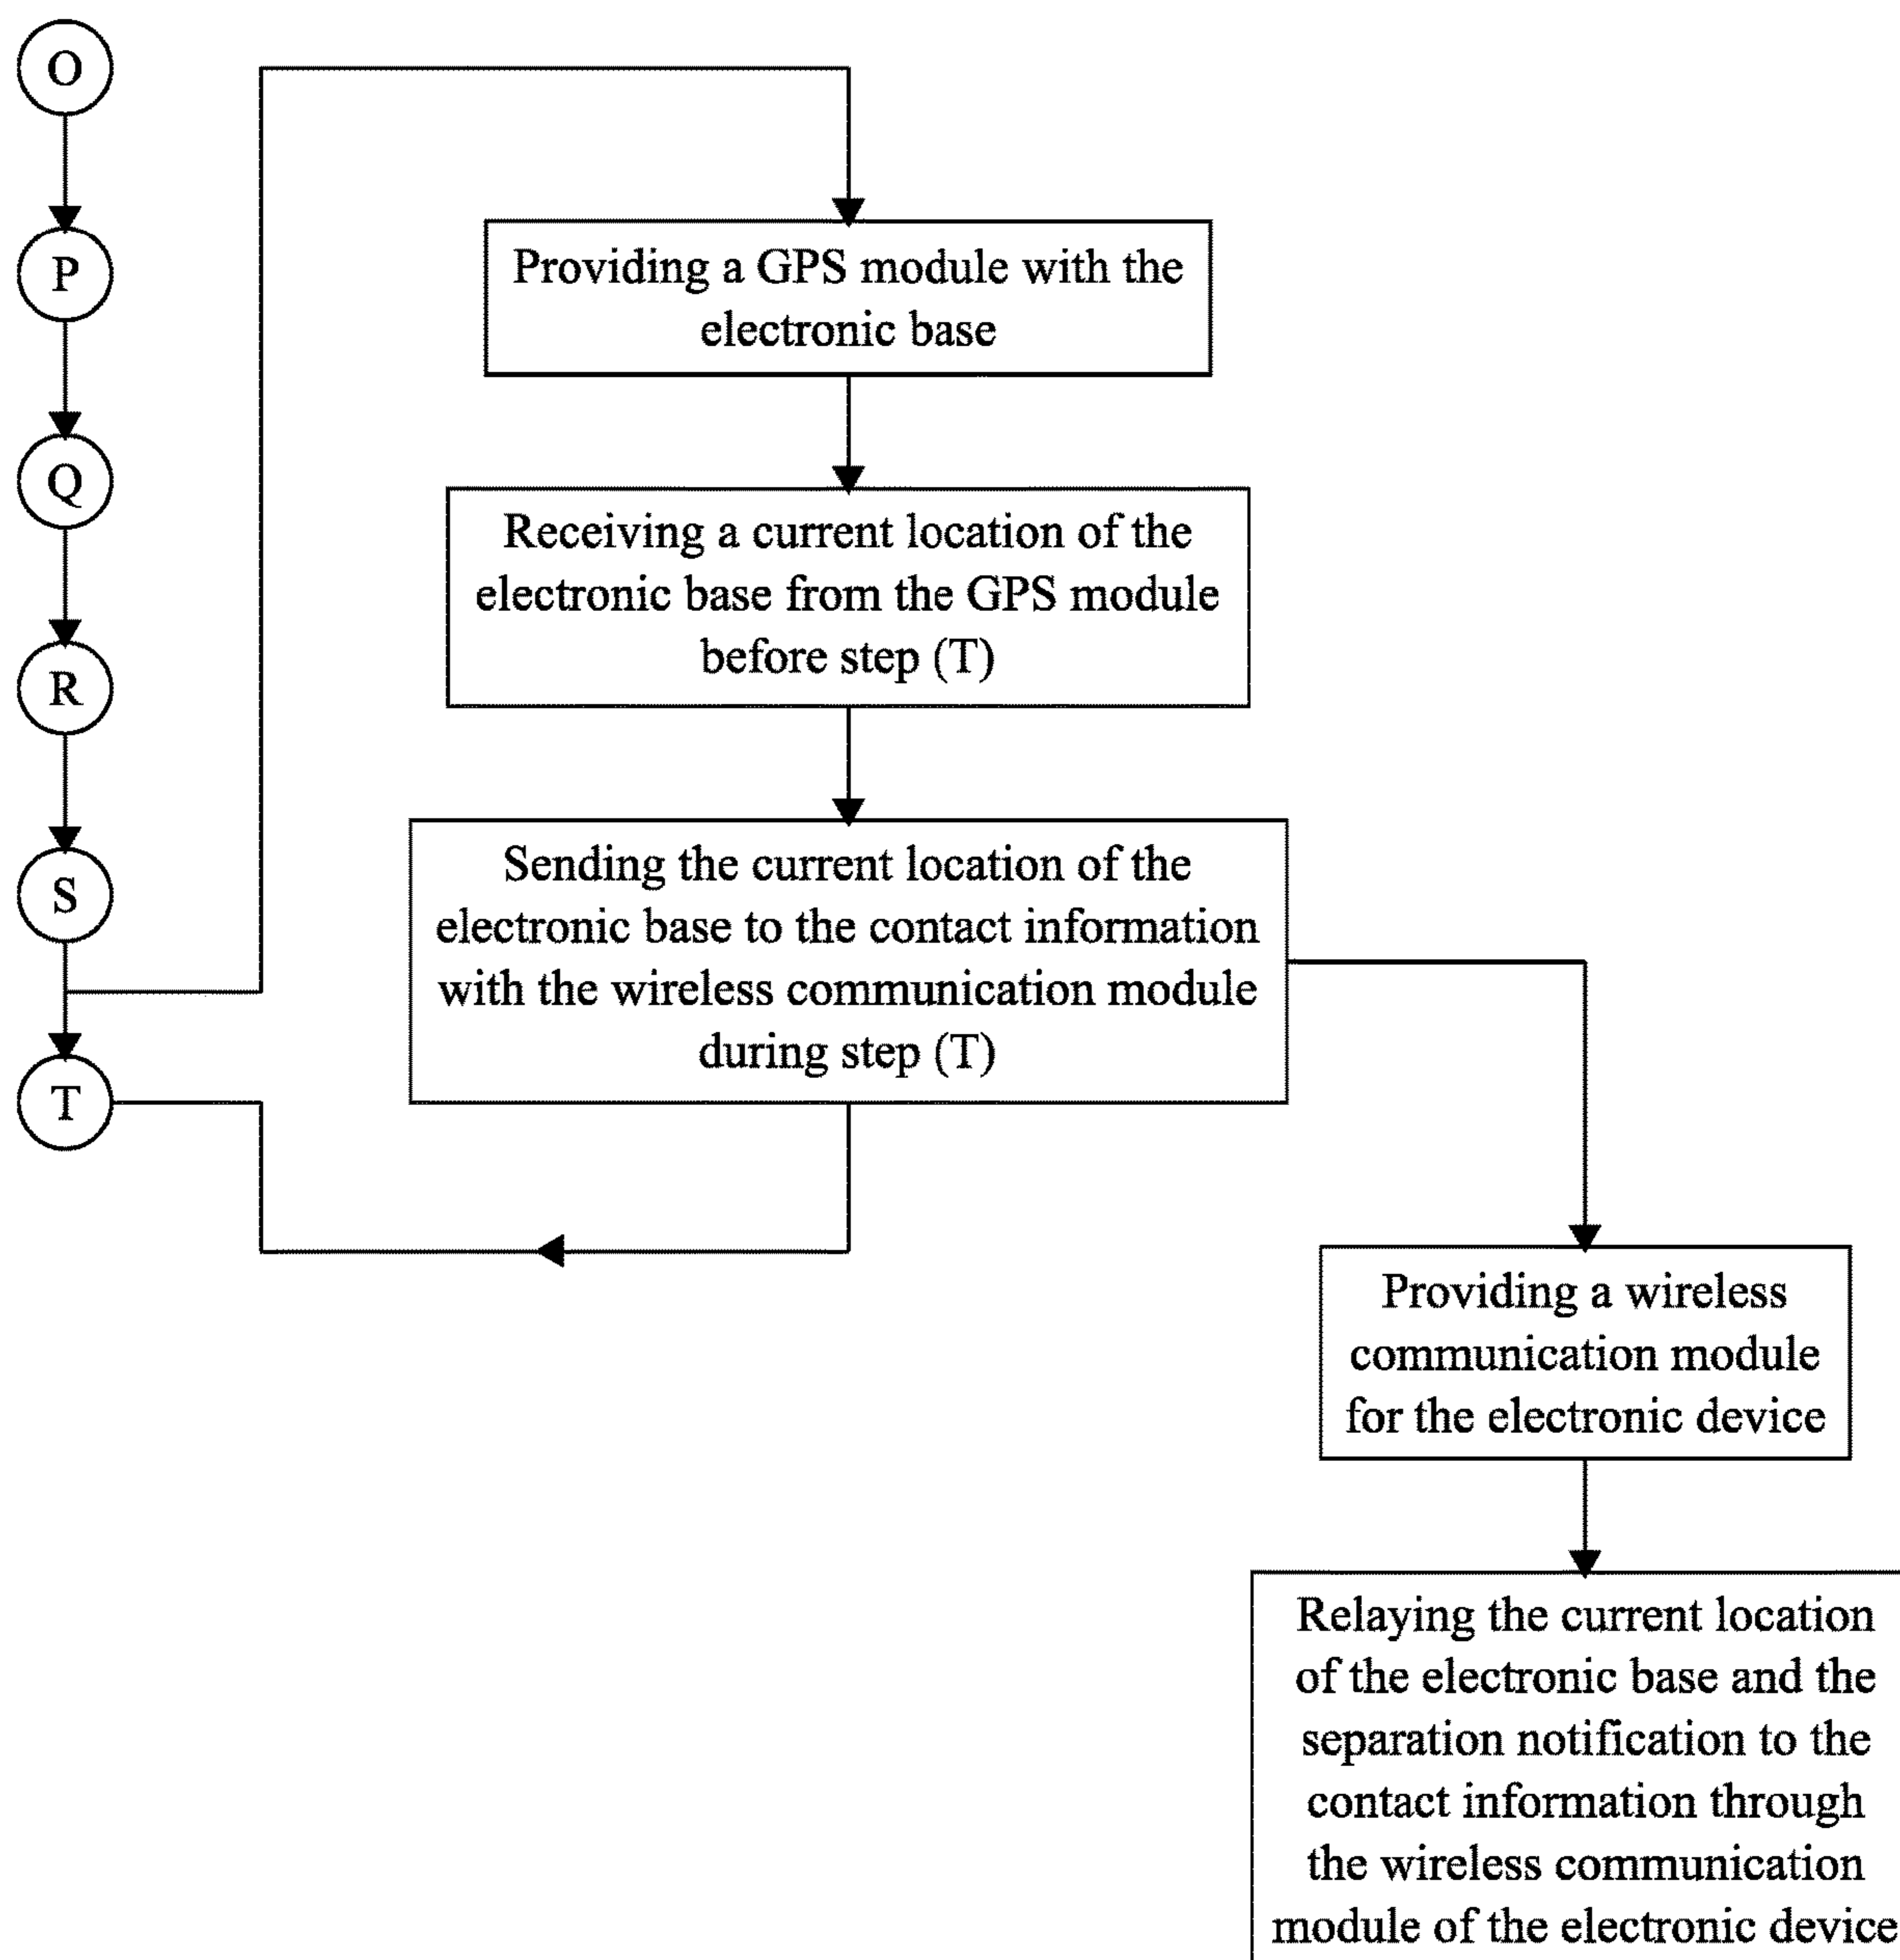 O
P
Q
R
S
T
Providing a GPS module with the
electronic base
Receiving a current location of the
electronic base from the GPS module
before step (T)
Sending the current location of the
electronic base to the contact information
with the wireless communication module
during step (T)
Providing a wireless
communication module
for the electronic device
Relaying the current location
of the electronic base and the
separation notification to the
contact information through
the wireless communication
module of the electronic device